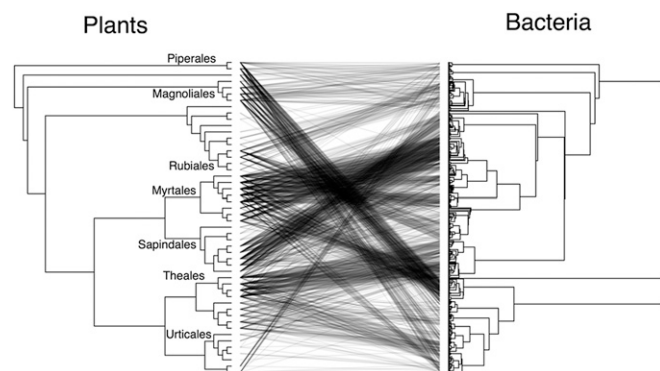 Plants
Bacteria
Piperales
Magnoliales
Rubiales
Myrtales
Sapindales
Theales
Urticales